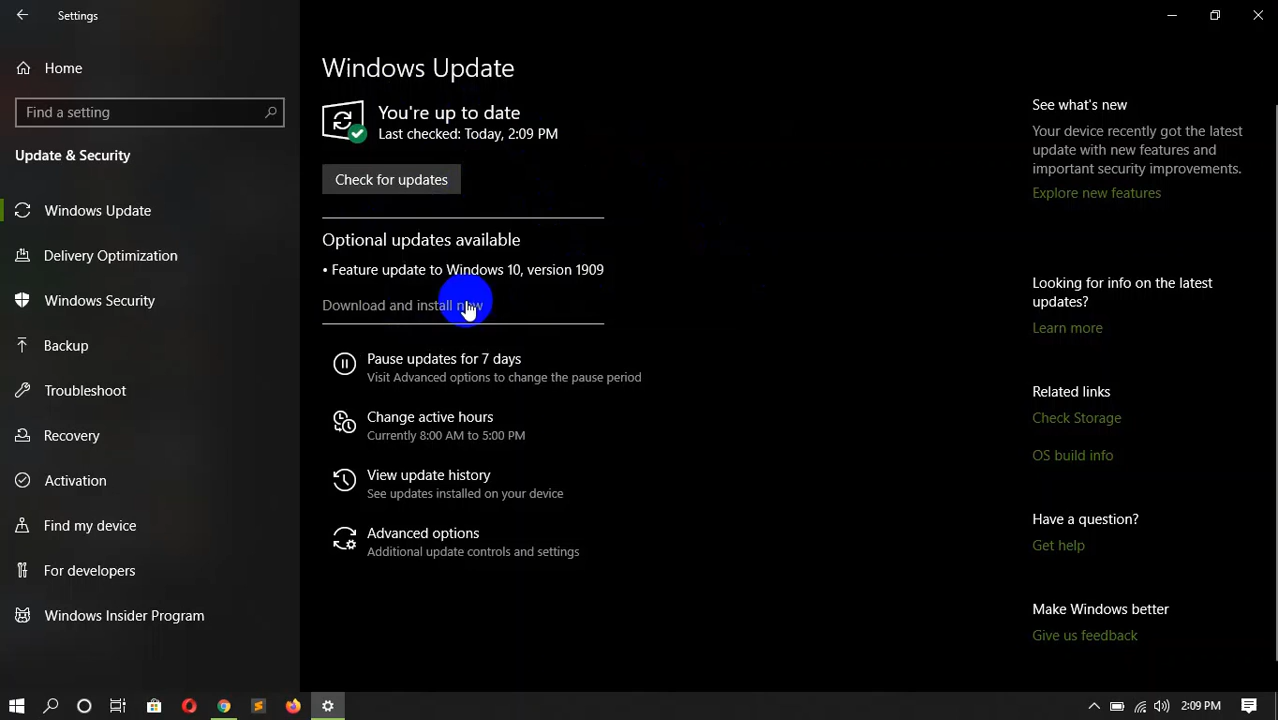 Settings
Home
Find a setting
Update & Security
Windows Update
Delivery Optimization
Windows Security
Backup
Troubleshoot
Recovery
Activation
Find my device
For developers
Windows Insider Program
Windows Update
You're up to date
Last checked: Today, 2:09 PM
Check for updates
Optional updates available
• Feature update to Windows 10, version 1909
Download and install now
Pause updates for 7 days
Visit Advanced options to change the pause period
Change active hours
Currently 8:00 AM to 5:00 PM
View update history
See updates installed on your device
Advanced options
Additional update controls and settings
See what's new
Your device recently got the latest
update with new features and
important security improvements.
Explore new features
Looking for info on the latest
updates?
Learn more
Related links
Check Storage
OS build info
Have a question?
Get help
Make Windows better
Give us feedback
2:09 PM